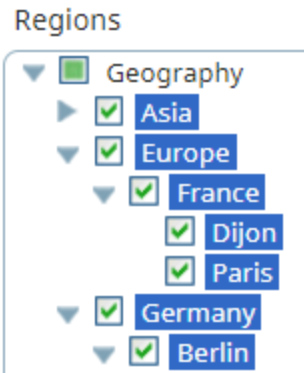 Regions
Geography
Asia
Europe
France
Dijon
Paris
Germany
Berlin